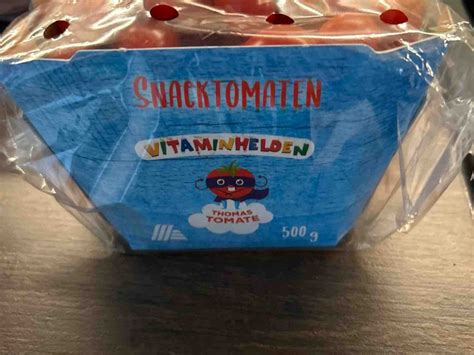 SNACKTOMATEN
VITAMINHELDEN
THOMAS
TOMATE
500 g